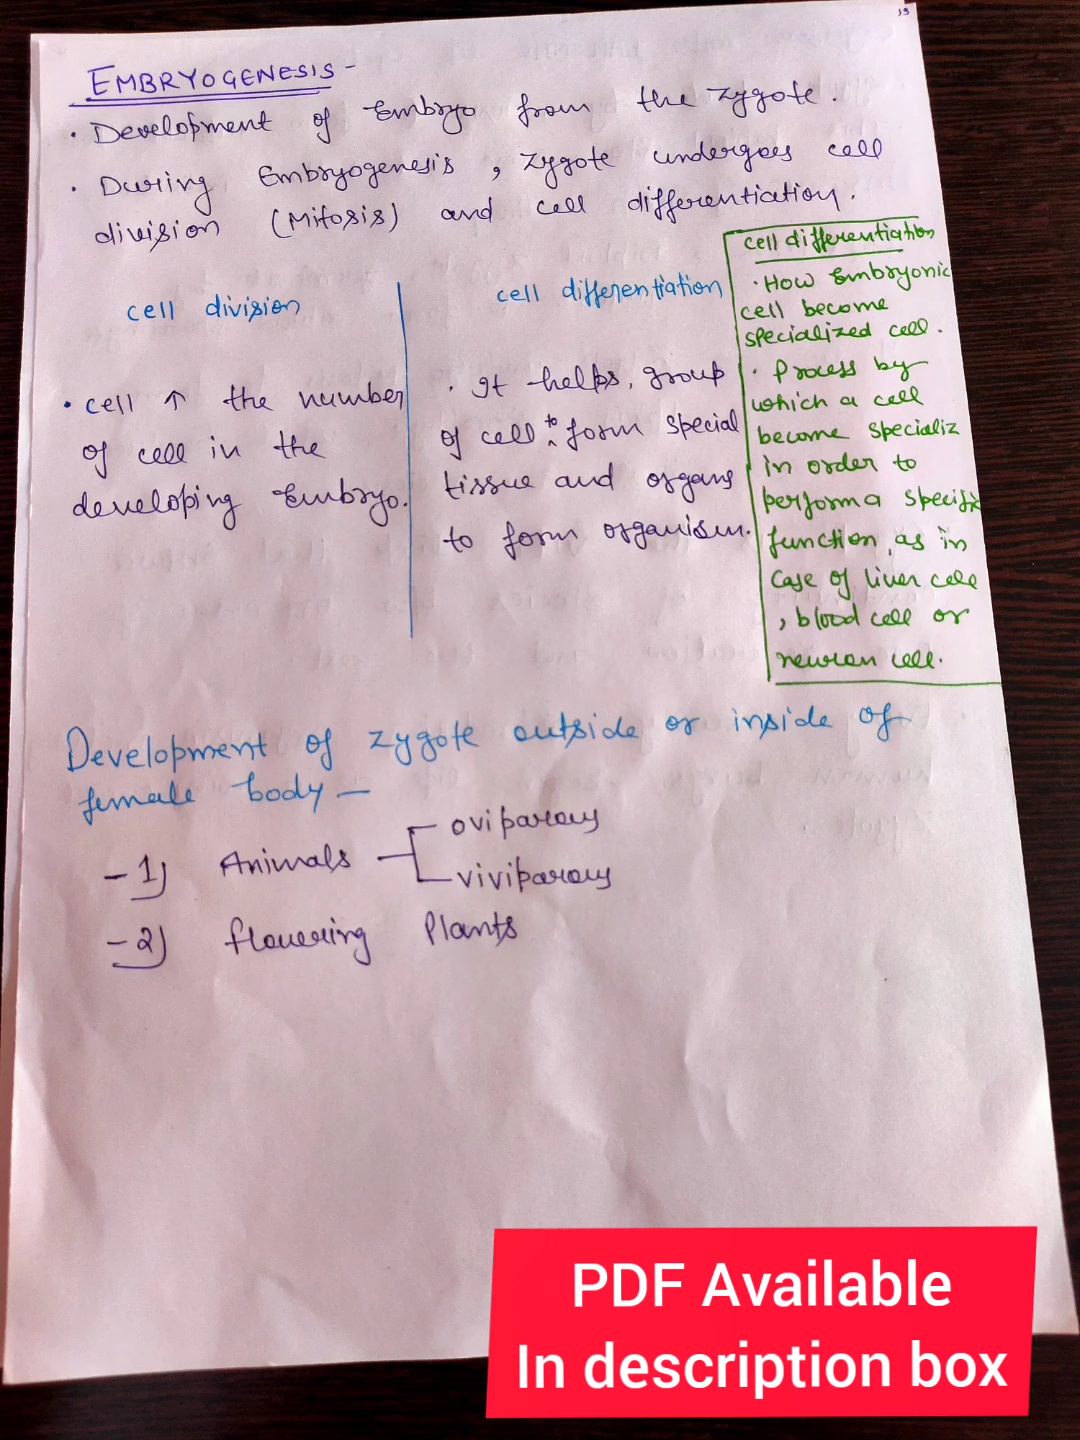 13
EMBRYOGENESIS -
• Development of Embryo from the zygote.
• During Embryogenesis, zygote undergoes cell
division (Mitosis) and cell differentiation.
cell division
• cell ↑ the number
of cell in the
developing Embryo.
cell differentiation
• It helps, group
of cell to form special
tissue and organs
to form organism.
cell differentiation
• How Embryonic
cell become
specialized cell.
• Process by
which a cell
become specializ
in order to
perform a specific
function, as in
case of liver cell
, blood cell or
neuron cell.
Development of zygote outside or inside of
female body –
-1) Animals
oviparous
viviparous
-2) flowering Plants
PDF Available
In description box